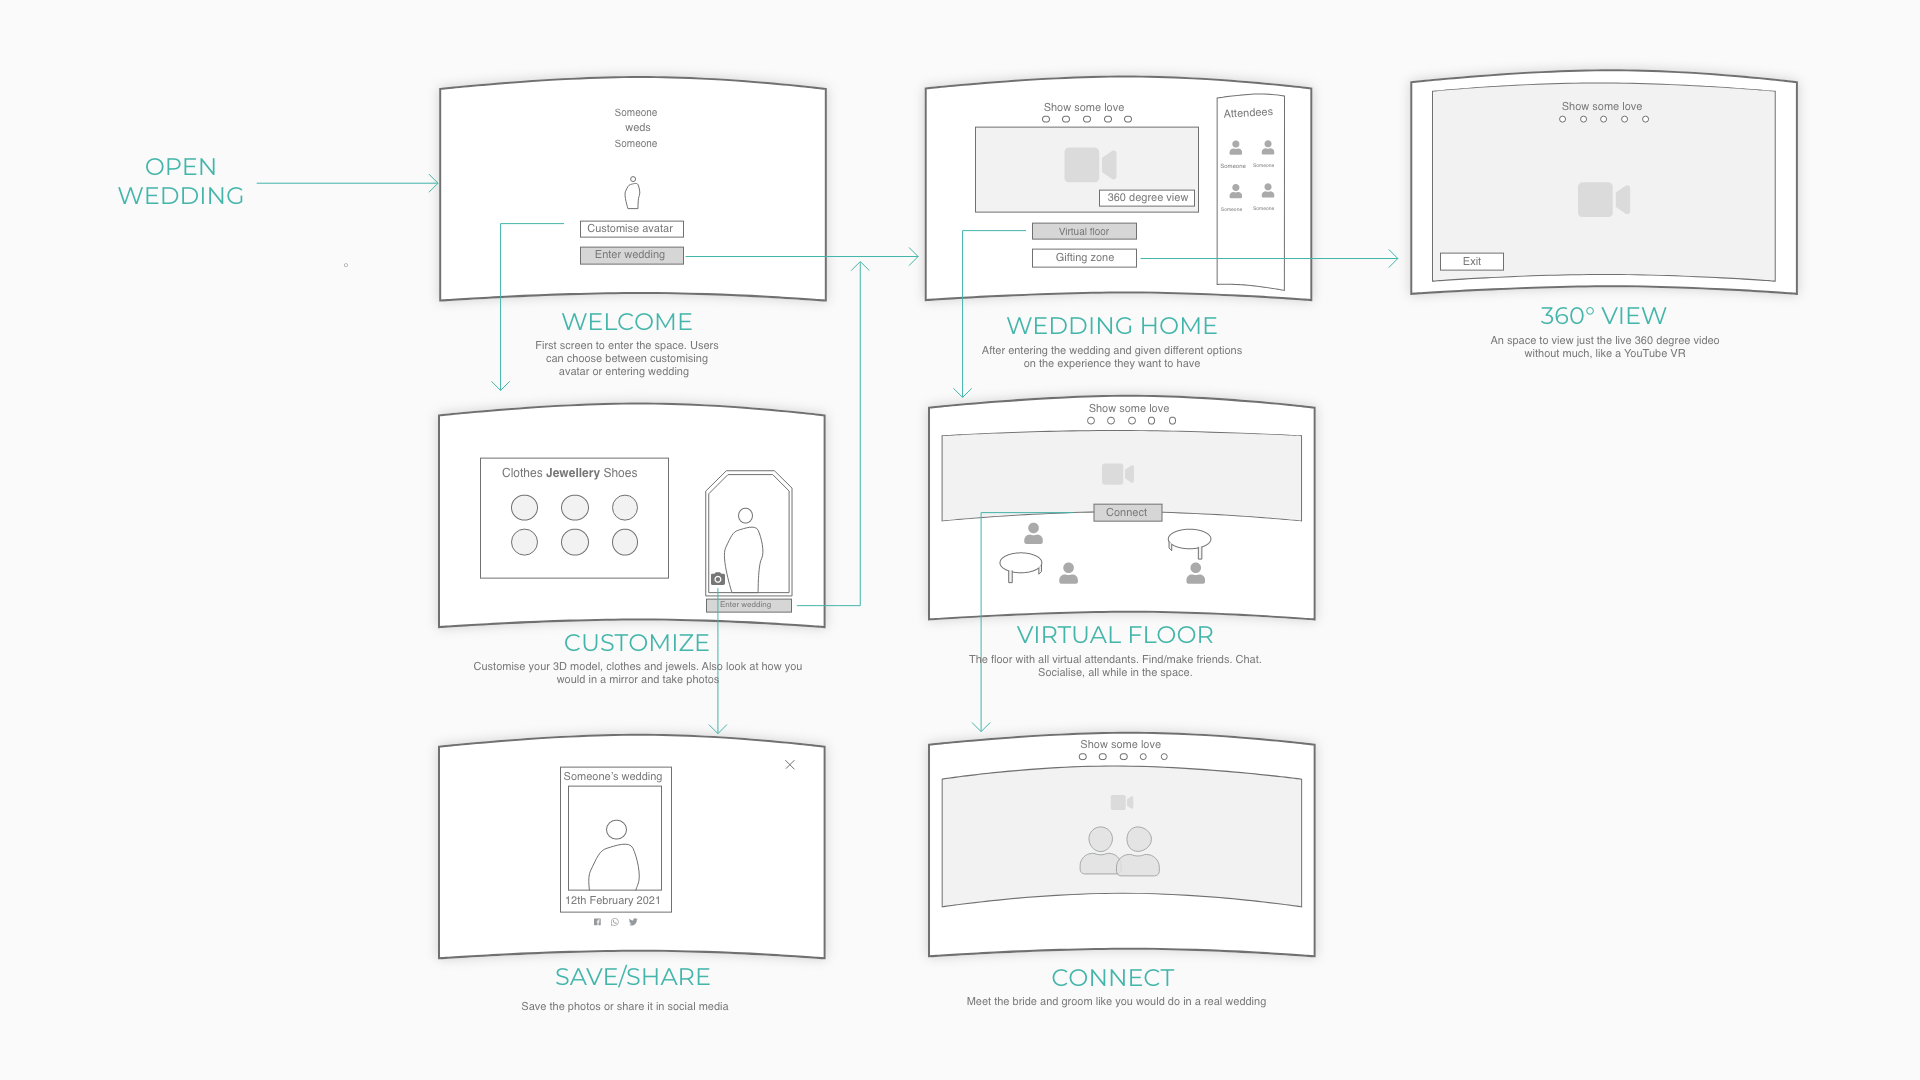 OPEN
WEDDING
Someone
weds
Someone
Customise avatar
Enter wedding
WELCOME
First screen to enter the space. Users
can choose between customising
avatar or entering wedding
Show some love
360 degree view
Virtual floor
Gifting zone
Attendees
Someone
Someone
Someone
Someone
WEDDING HOME
After entering the wedding and given different options
on the experience they want to have
Show some love
Exit
360° VIEW
An space to view just the live 360 degree video
without much, like a YouTube VR
Clothes Jewellery Shoes
Enter wedding
CUSTOMIZE
Customise your 3D model, clothes and jewels. Also look at how you
would in a mirror and take photos
Show some love
Connect
VIRTUAL FLOOR
The floor with all virtual attendants. Find/make friends. Chat.
Socialise, all while in the space.
Someone's wedding
12th February 2021
SAVE/SHARE
Save the photos or share it in social media
Show some love
CONNECT
Meet the bride and groom like you would do in a real wedding